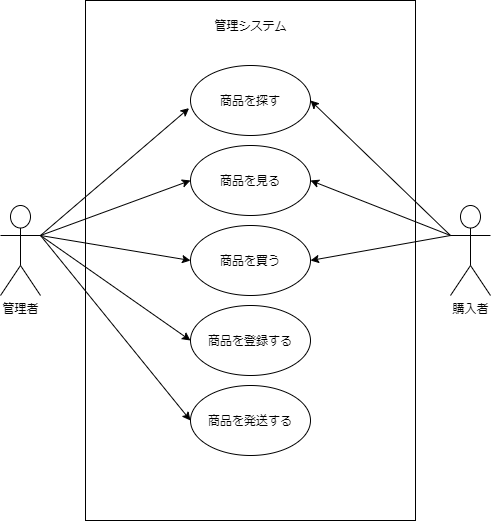 管理システム
商品を探す
商品を見る
商品を買う
管理者
購入者
商品を登録する
商品を発送する